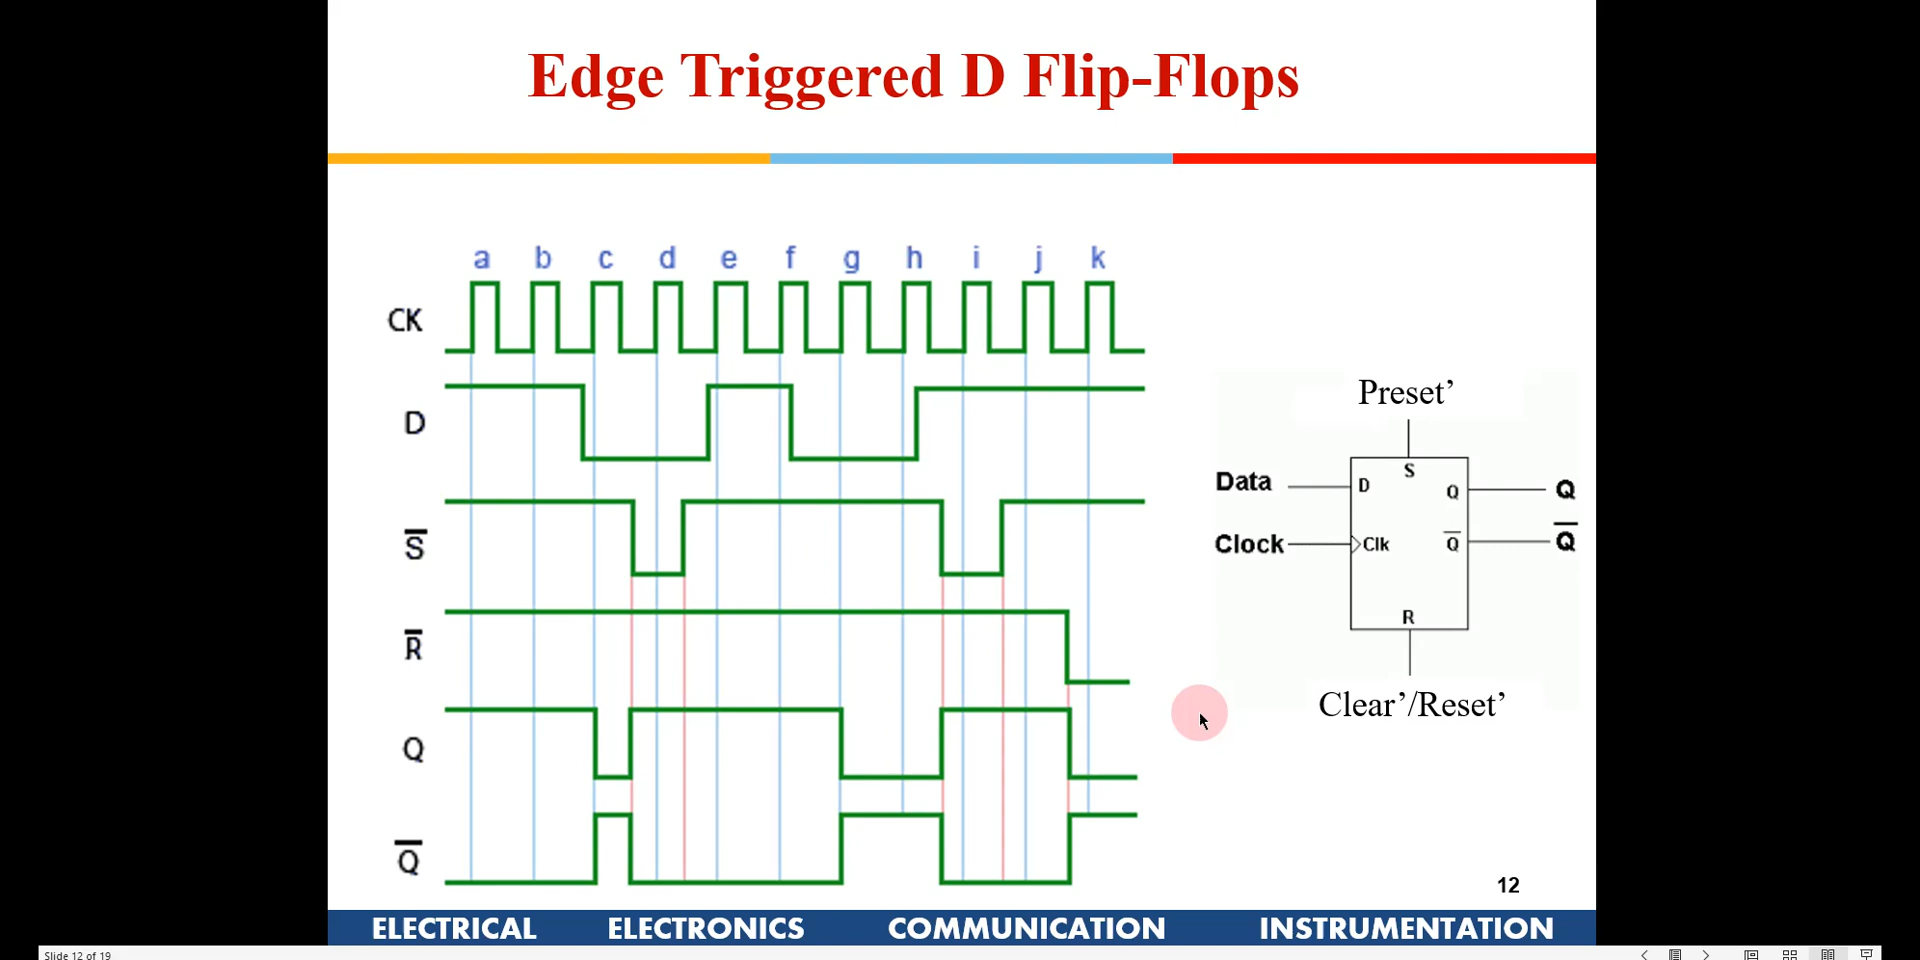 Edge Triggered D Flip-Flops
a b c d e f g h i j k
CK
D
S̅
R̅
Q
Q̅
Preset’
S
Data D Q Q
Clock Clk Q̅ Q̅
R
Clear’/Reset’
12
ELECTRICAL ELECTRONICS COMMUNICATION INSTRUMENTATION
Slide 12 of 19